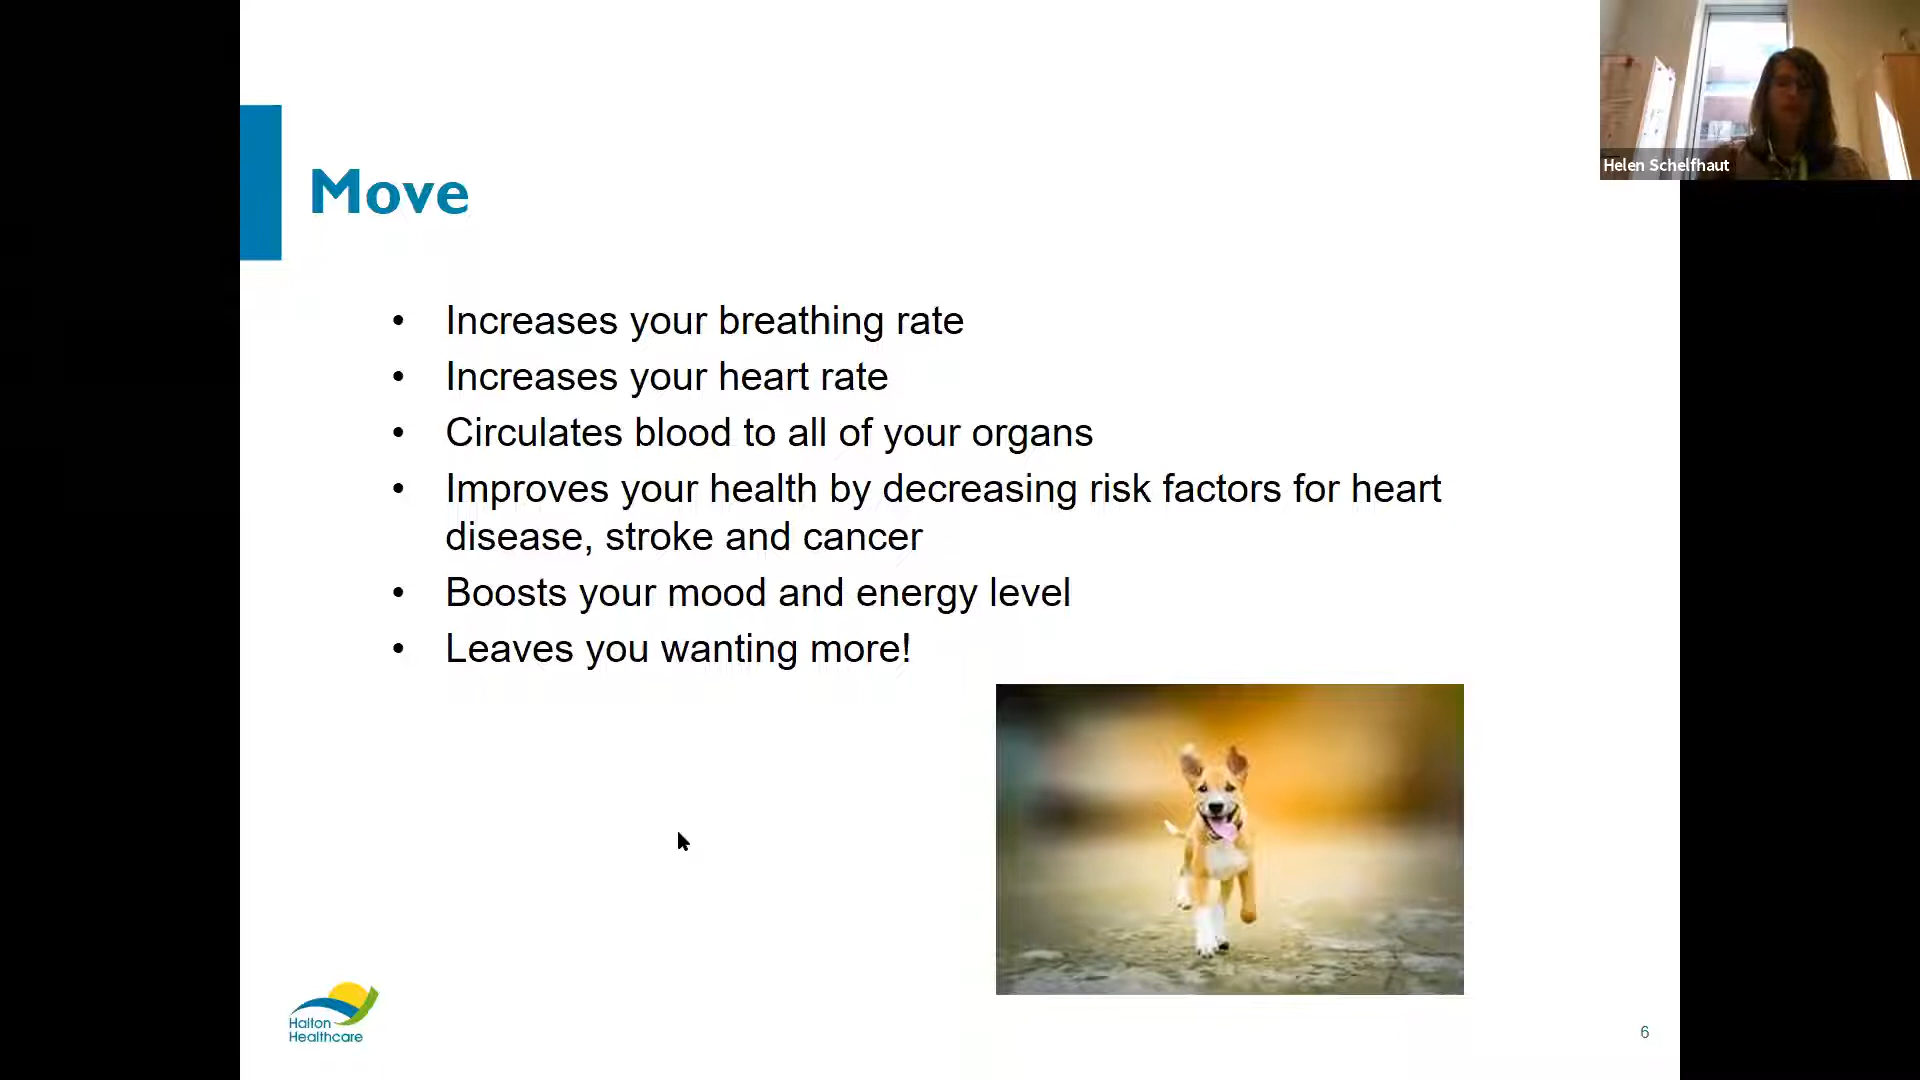 Helen Schelfhaut
Move
• Increases your breathing rate
• Increases your heart rate
• Circulates blood to all of your organs
• Improves your health by decreasing risk factors for heart
disease, stroke and cancer
• Boosts your mood and energy level
• Leaves you wanting more!
Halton
Healthcare
6